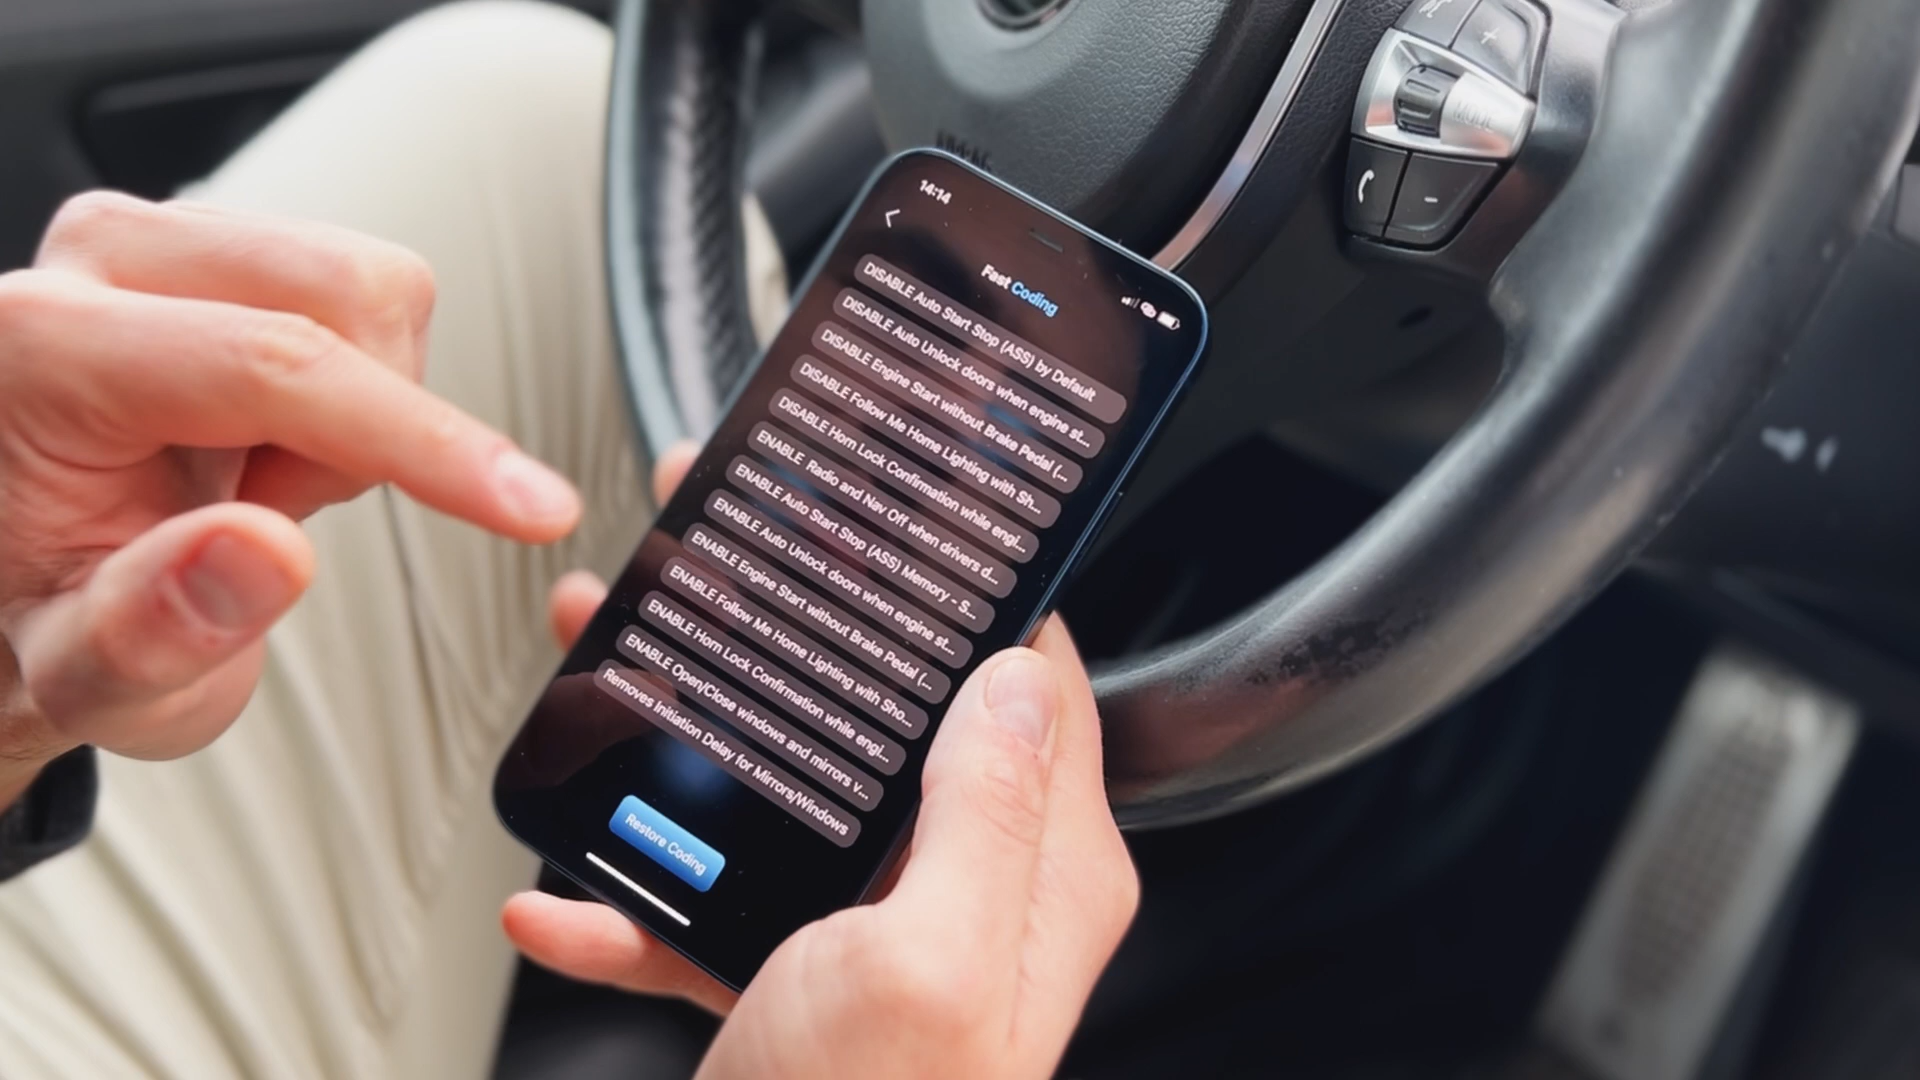 14:14
Fast Coding
DISABLE Auto Start Stop (ASS) by Default
DISABLE Auto Unlock doors when engine st...
DISABLE Engine Start without Brake Pedal (...
DISABLE Follow Me Home Lighting with Sh...
DISABLE Horn Lock Confirmation while engi...
ENABLE Radio and Nav Off when drivers d...
ENABLE Auto Start Stop (ASS) Memory - S...
ENABLE Auto Unlock doors when engine st...
ENABLE Engine Start without Brake Pedal (...
ENABLE Follow Me Home Lighting with Sho...
ENABLE Horn Lock Confirmation while engi...
ENABLE Open/Close windows and mirrors v...
Removes Initiation Delay for Mirrors/Windows
Restore Coding
+
MODE
-